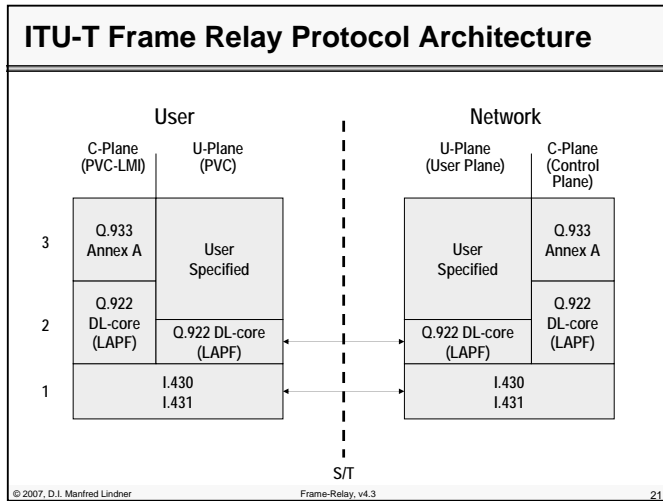 ITU-T Frame Relay Protocol Architecture
User
Network
C-Plane
(PVC-LMI)
U-Plane
(PVC)
U-Plane
(User Plane)
C-Plane
(Control
Plane)
3
Q.933
Annex A
User
Specified
User
Specified
Q.933
Annex A
2
Q.922
DL-core
(LAPF)
Q.922 DL-core
(LAPF)
Q.922 DL-core
(LAPF)
Q.922
DL-core
(LAPF)
1
I.430
I.431
I.430
I.431
S/T
© 2007, D.I. Manfred Lindner
Frame-Relay, v4.3
21